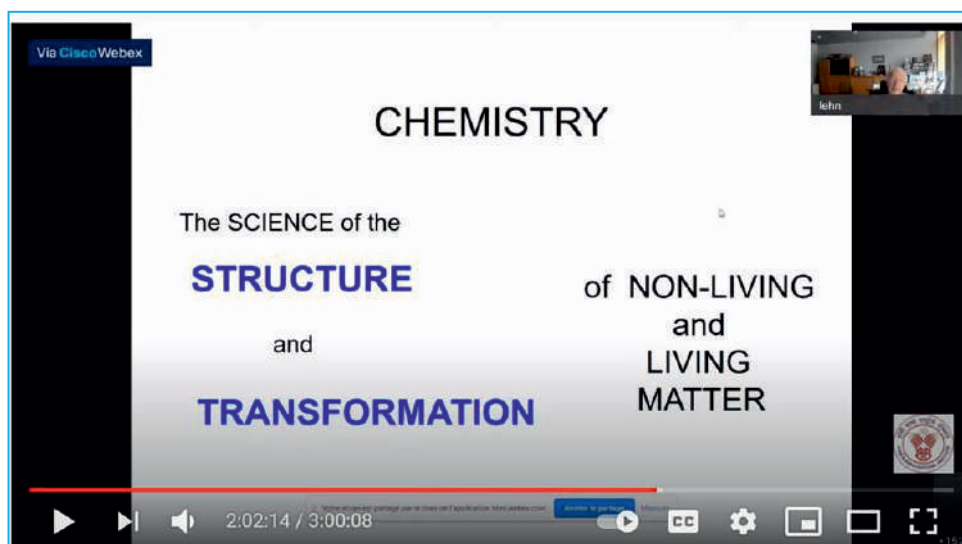 Via Cisco Webex
lehn
CHEMISTRY
The SCIENCE of the
STRUCTURE
and
TRANSFORMATION
of NON-LIVING
and
LIVING
MATTER
2:02:14 / 3:00:08
CC